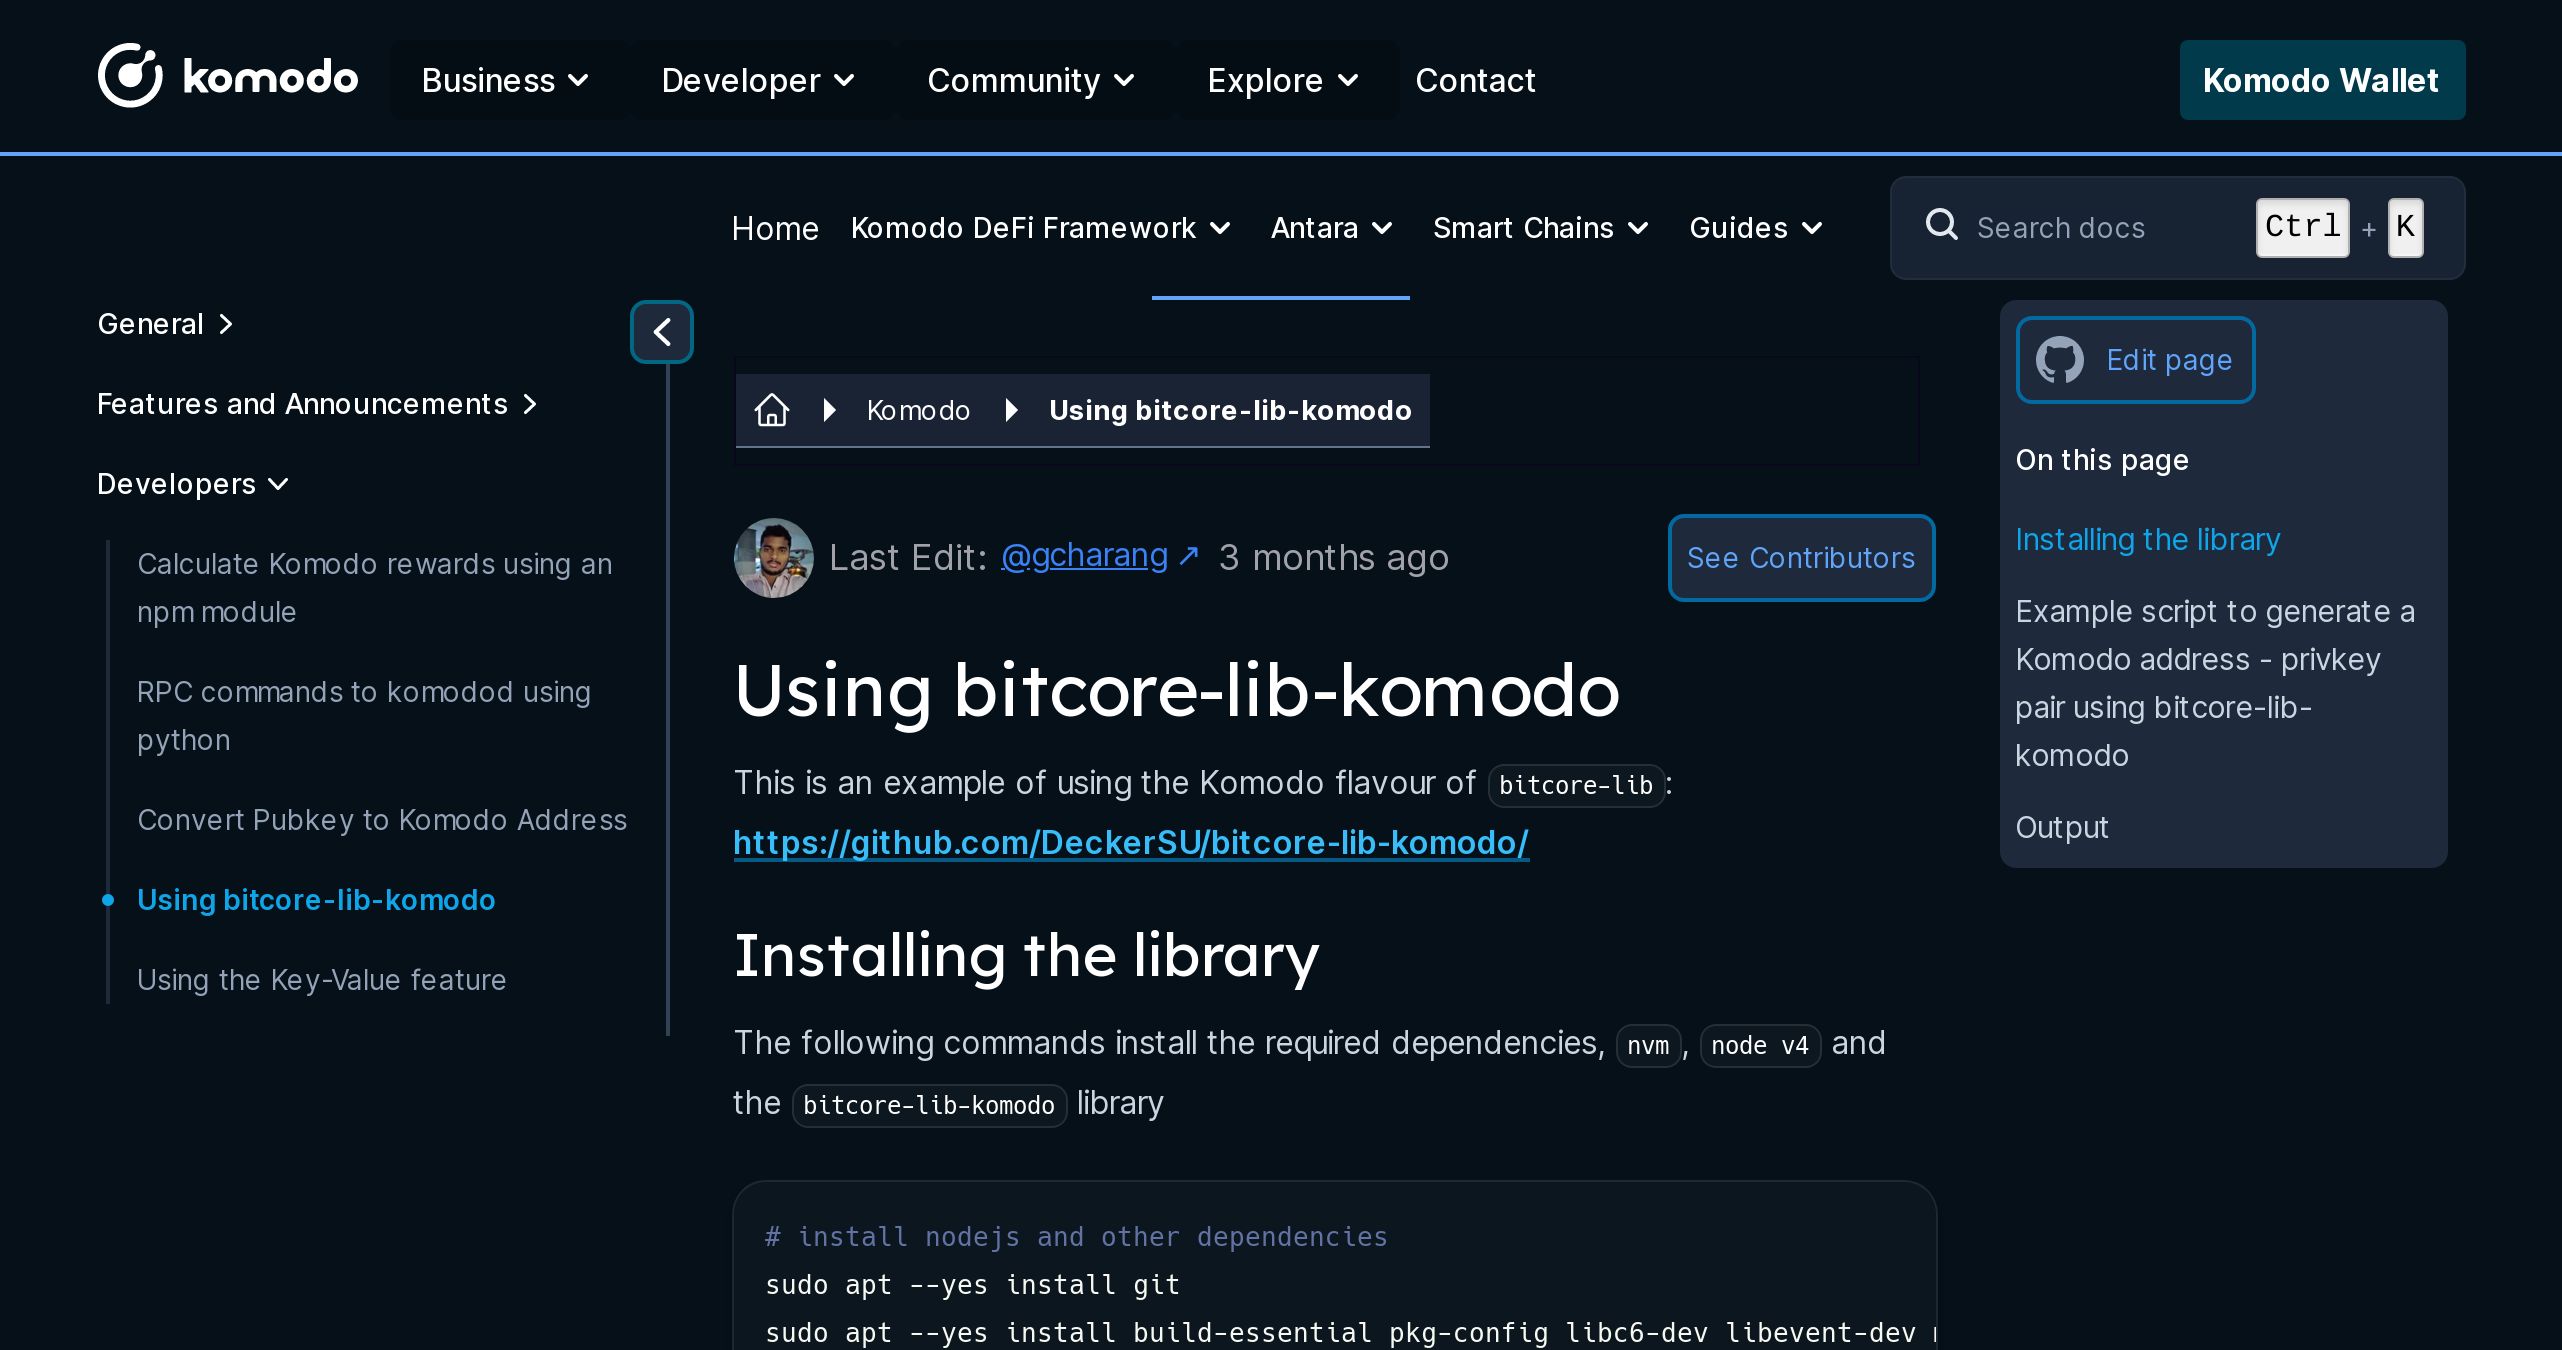 komodo
Business
Developer
Community
Explore
Contact
Komodo Wallet
Home
Komodo DeFi Framework
Antara
Smart Chains
Guides
Search docs
Ctrl + K
General
Features and Announcements
Developers
Calculate Komodo rewards using an
npm module
RPC commands to komodod using
python
Convert Pubkey to Komodo Address
Using bitcore-lib-komodo
Using the Key-Value feature
Komodo
Using bitcore-lib-komodo
Last Edit: @gcharang ↗ 3 months ago
See Contributors
Using bitcore-lib-komodo
This is an example of using the Komodo flavour of bitcore-lib:
https://github.com/DeckerSU/bitcore-lib-komodo/
Installing the library
The following commands install the required dependencies, nvm, node v4 and
the bitcore-lib-komodo library
# install nodejs and other dependencies
sudo apt --yes install git
sudo apt --yes install build-essential pkg-config libc6-dev libevent-dev
Edit page
On this page
Installing the library
Example script to generate a
Komodo address - privkey
pair using bitcore-lib-
komodo
Output